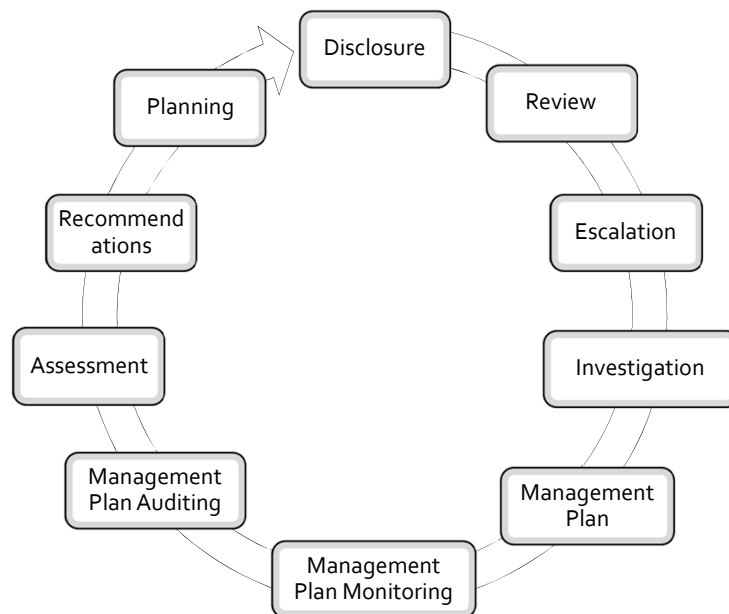 Disclosure
Review
Escalation
Investigation
Management
Plan
Management
Plan Monitoring
Management
Plan Auditing
Assessment
Recommend
ations
Planning